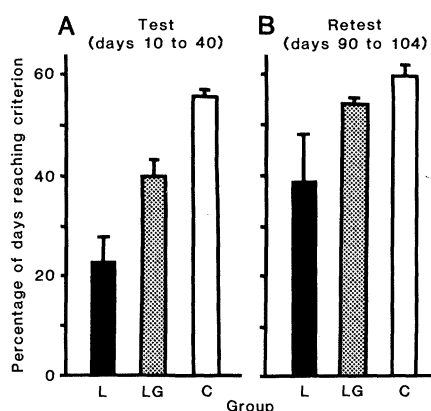 A
Test
(days 10 to 40)
B
Retest
(days 90 to 104)
Percentage of days reaching criterion
60
40
20
0
L LG C
L LG C
Group